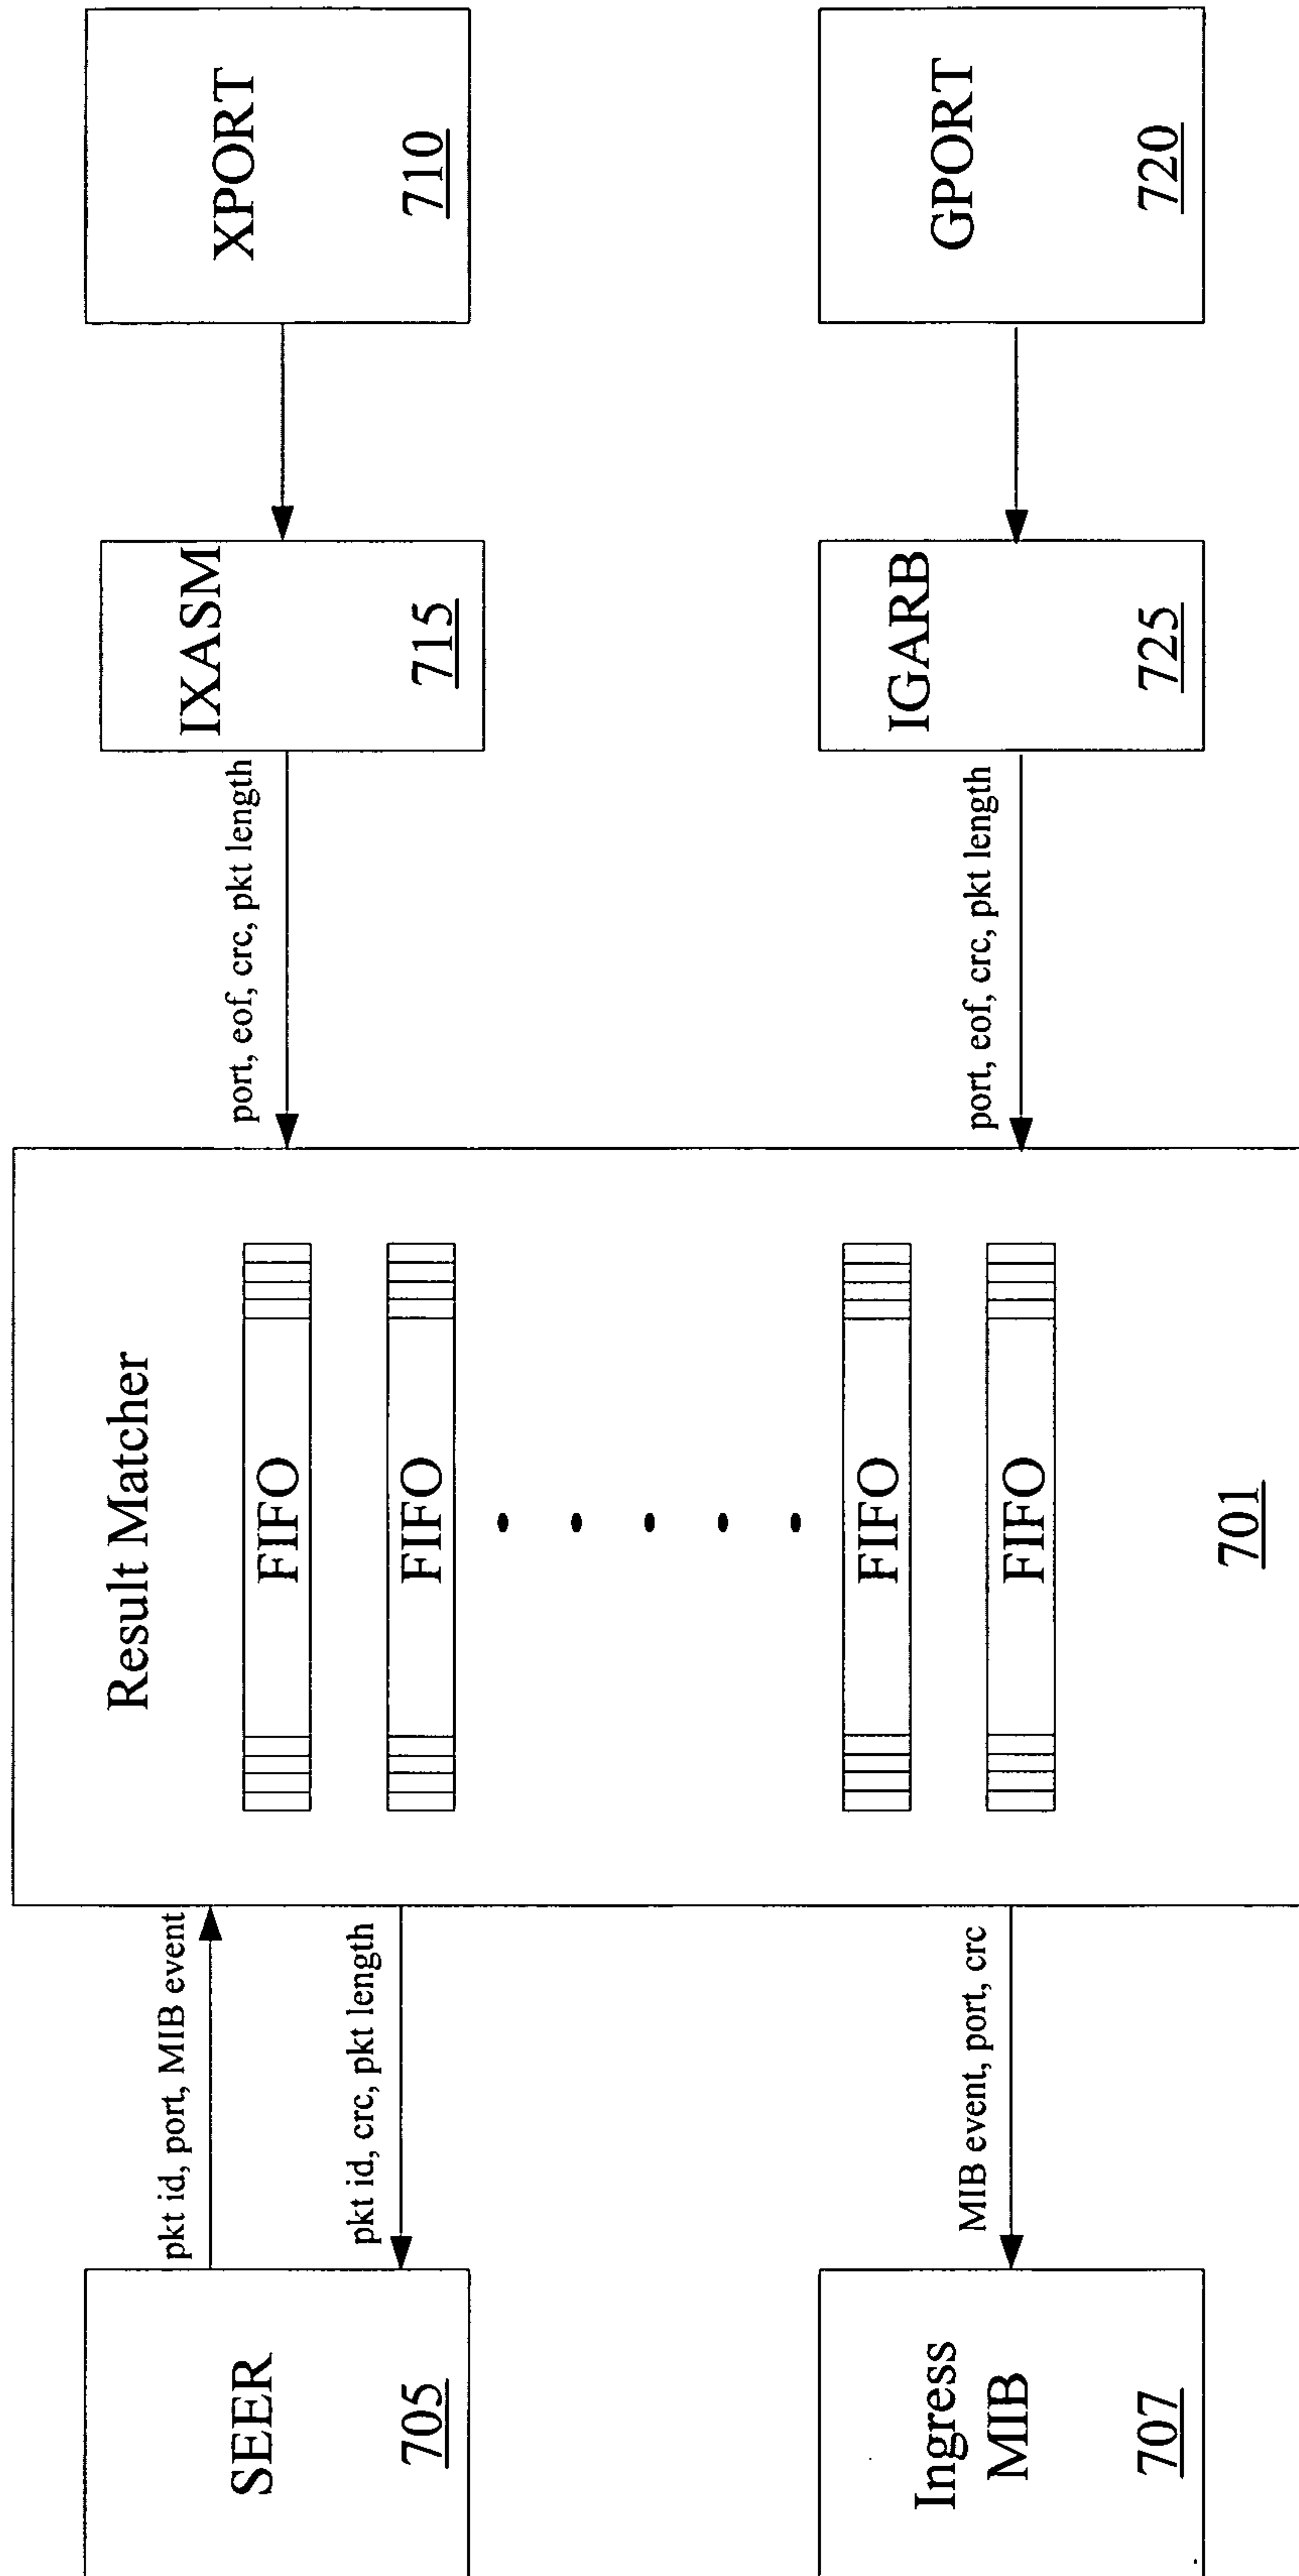 SEER
705
Ingress
MIB
707
pkt id, port, MIB event
pkt id, crc, pkt length
MIB event, port, crc
Result Matcher
FIFO
FIFO
FIFO
FIFO
701
port, eof, crc, pkt length
port, eof, crc, pkt length
IXASM
715
IGARB
725
XPORT
710
GPORT
720